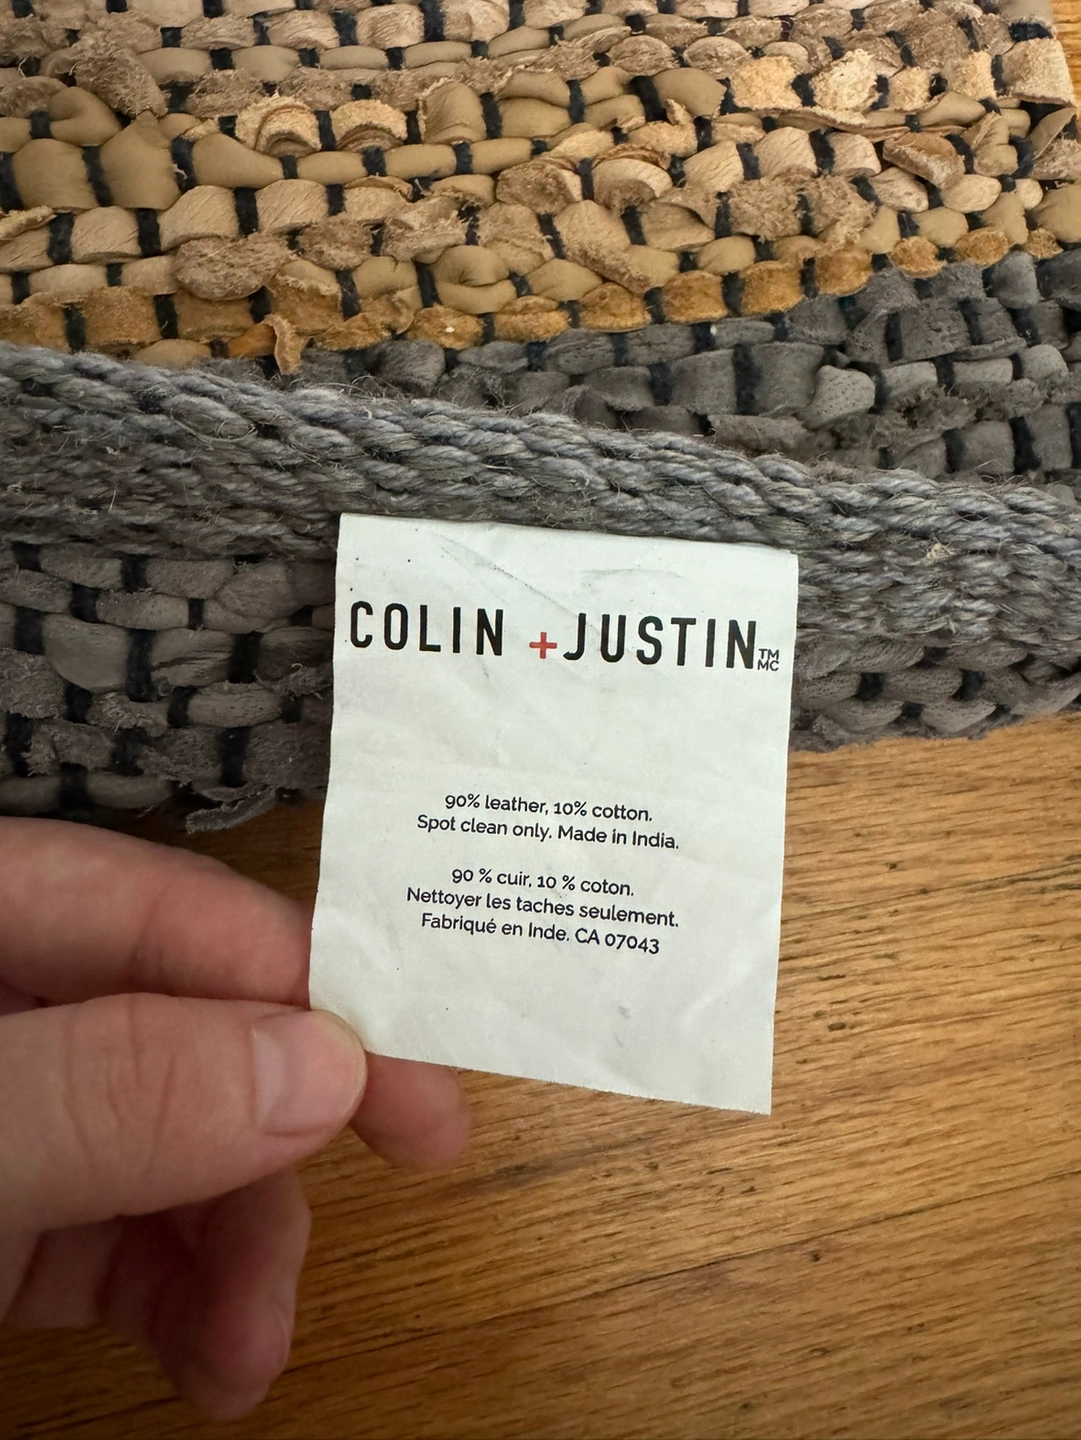 COLIN +JUSTIN TM MC
90% leather, 10% cotton.
Spot clean only. Made in India.
90 % cuir, 10 % coton.
Nettoyer les taches seulement.
Fabriqué en Inde. CA 07043